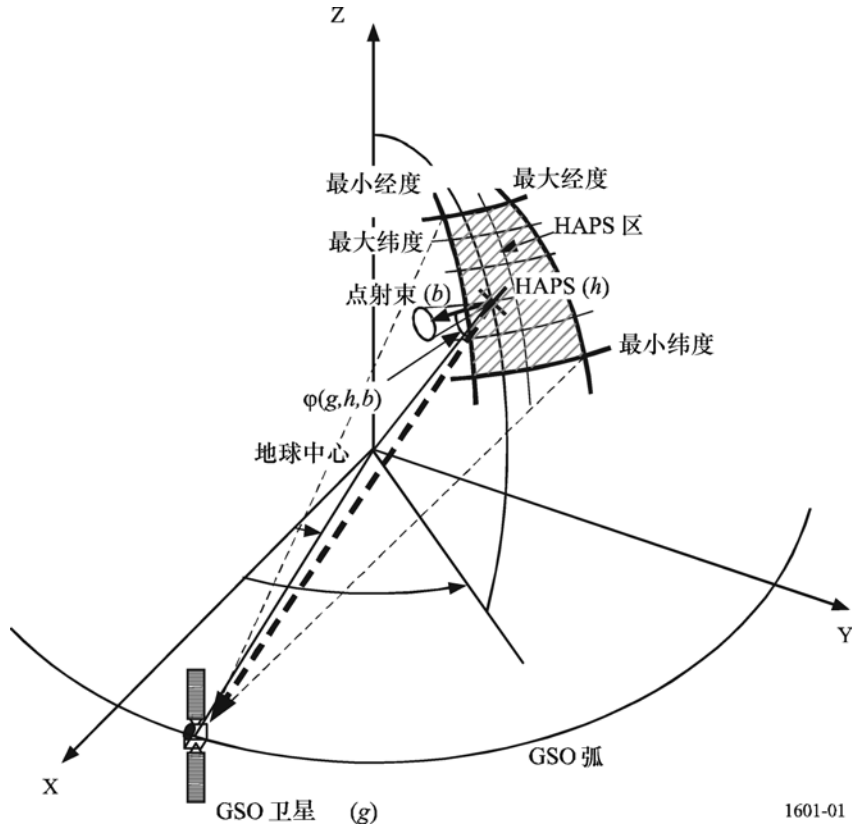 Z
最小经度
最大经度
最大纬度
HAPS 区
点射束 (b)
HAPS (h)
最小纬度
φ(g,h,b)
地球中心
Y
X
GSO 弧
GSO 卫星 (g)
1601-01